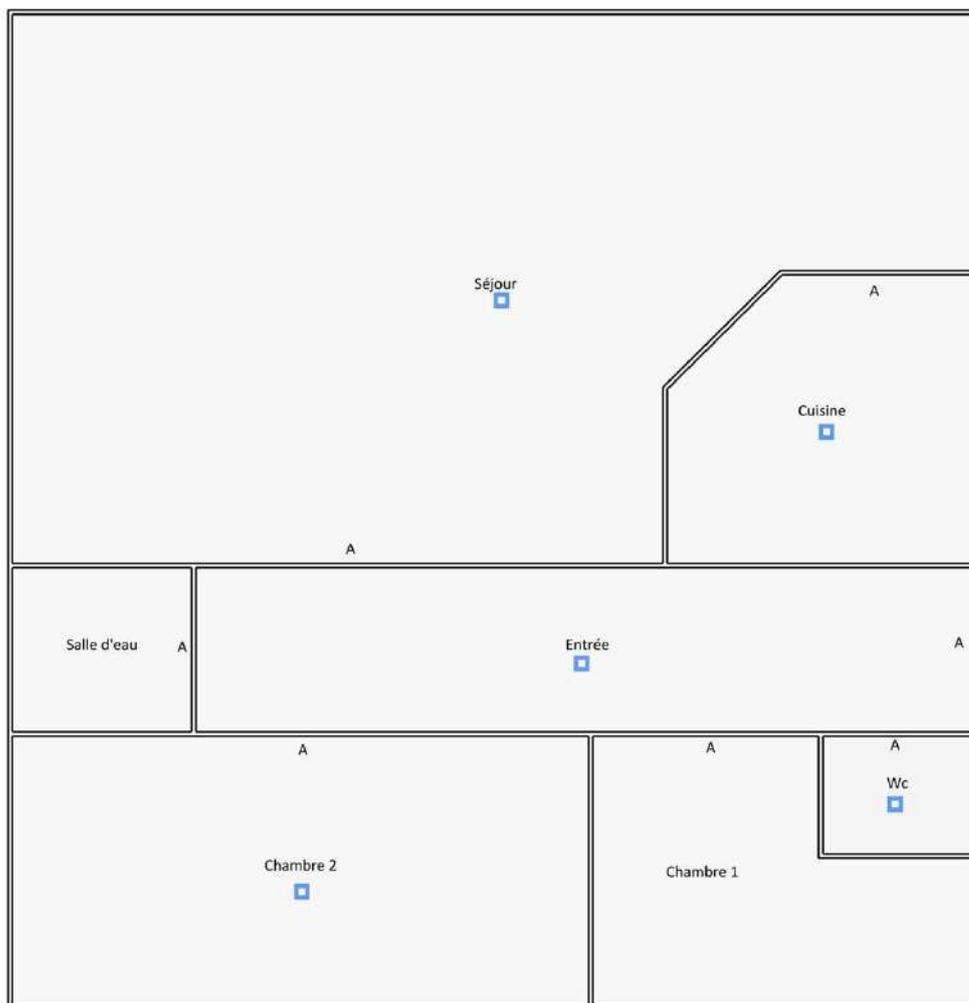 Séjour
A
Cuisine
A
Salle d'eau
A
Entrée
A
A
A
A
Wc
Chambre 2
Chambre 1